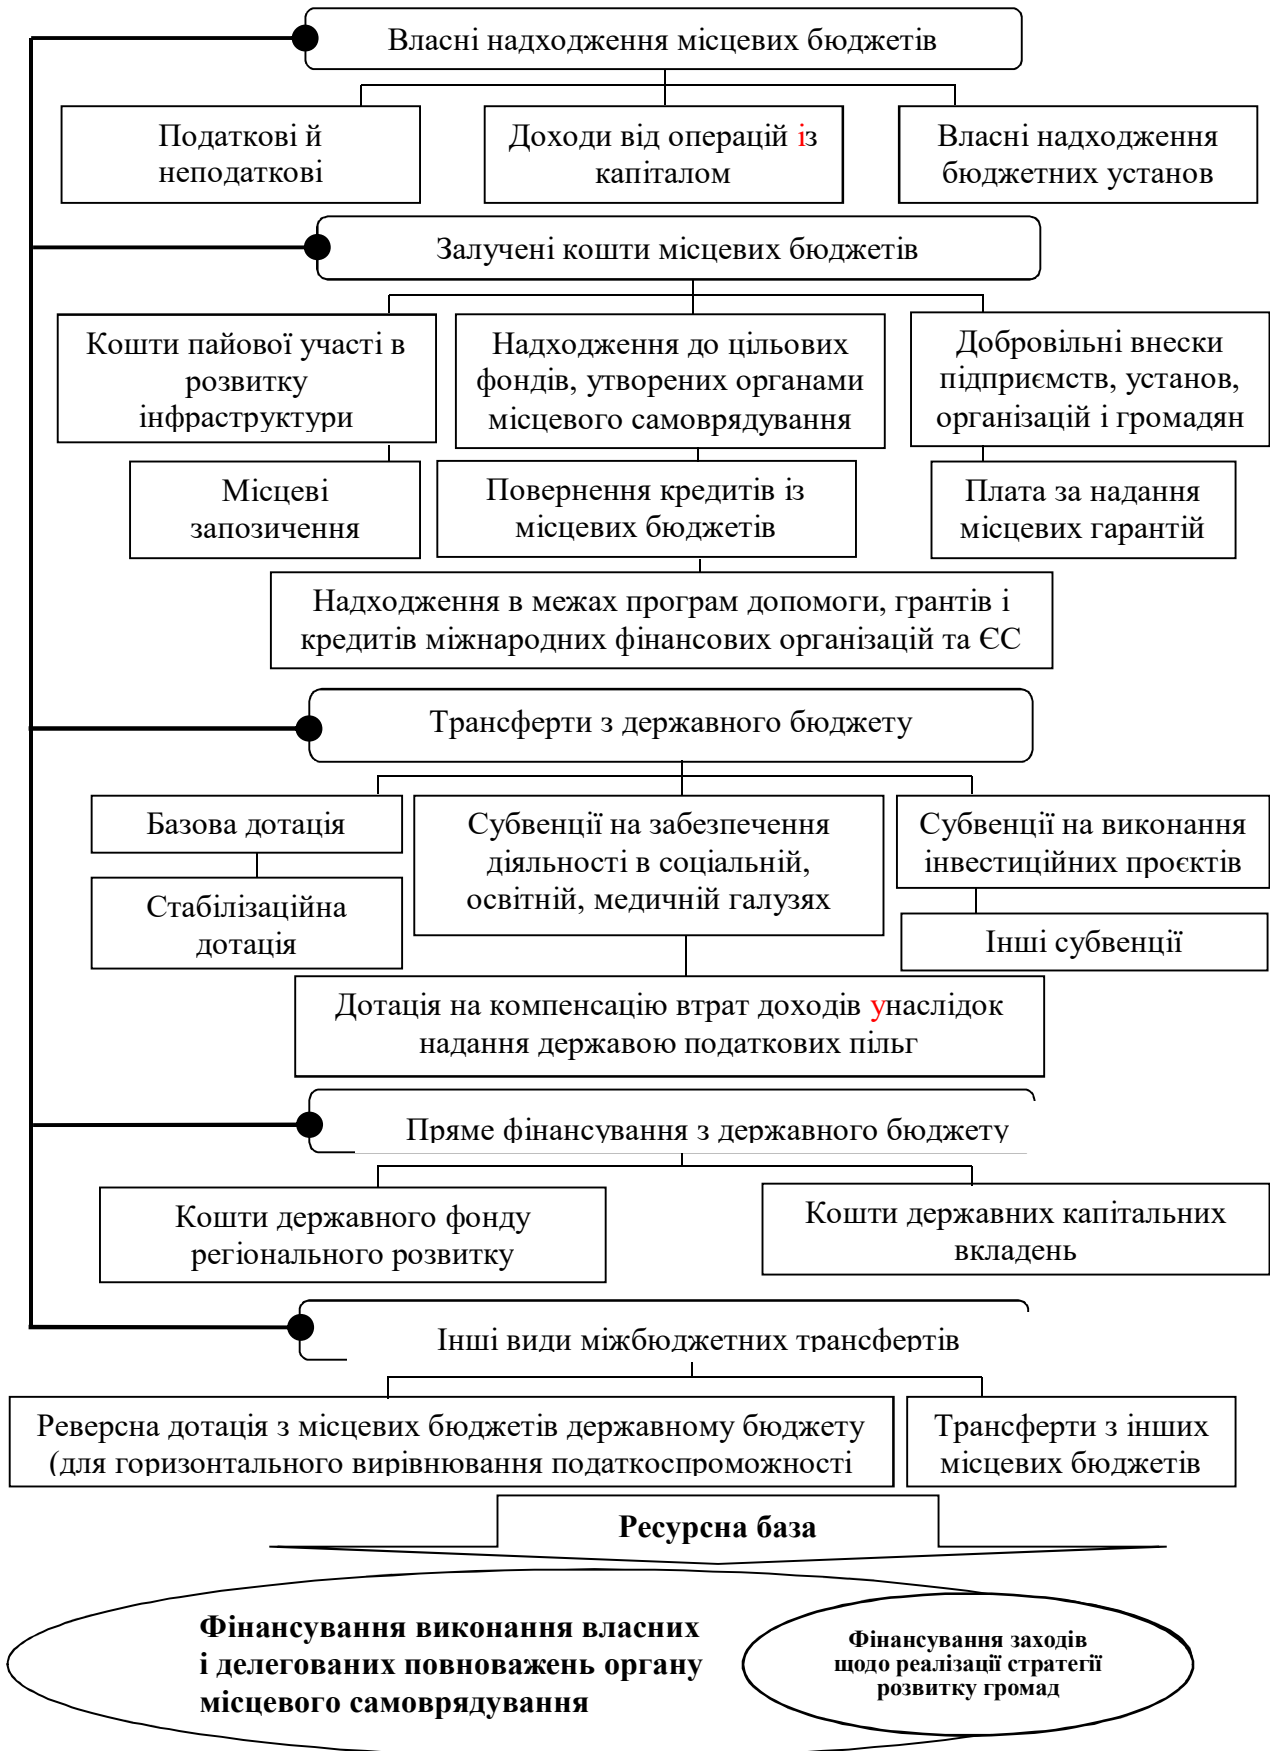 Власні надходження місцевих бюджетів
Податкові й
неподаткові
Доходи від операцій із
капіталом
Власні надходження
бюджетних установ
Залучені кошти місцевих бюджетів
Кошти пайової участі в
розвитку
інфраструктури
Надходження до цільових
фондів, утворених органами
місцевого самоврядування
Добровільні внески
підприємств, установ,
організацій і громадян
Місцеві
запозичення
Повернення кредитів із
місцевих бюджетів
Плата за надання
місцевих гарантій
Надходження в межах програм допомоги, грантів і
кредитів міжнародних фінансових організацій та ЄС
Трансферти з державного бюджету
Базова дотація
Субвенції на забезпечення
діяльності в соціальній,
освітній, медичній галузях
Субвенції на виконання
інвестиційних проєктів
Стабілізаційна
дотація
Інші субвенції
Дотація на компенсацію втрат доходів унаслідок
надання державою податкових пільг
Пряме фінансування з державного бюджету
Кошти державного фонду
регіонального розвитку
Кошти державних капітальних
вкладень
Інші види міжбюджетних трансфертів
Реверсна дотація з місцевих бюджетів державному бюджету
(для горизонтального вирівнювання податкоспроможності
Трансферти з інших
місцевих бюджетів
Ресурсна база
Фінансування виконання власних
і делегованих повноважень органу
місцевого самоврядування
Фінансування заходів
щодо реалізації стратегії
розвитку громад